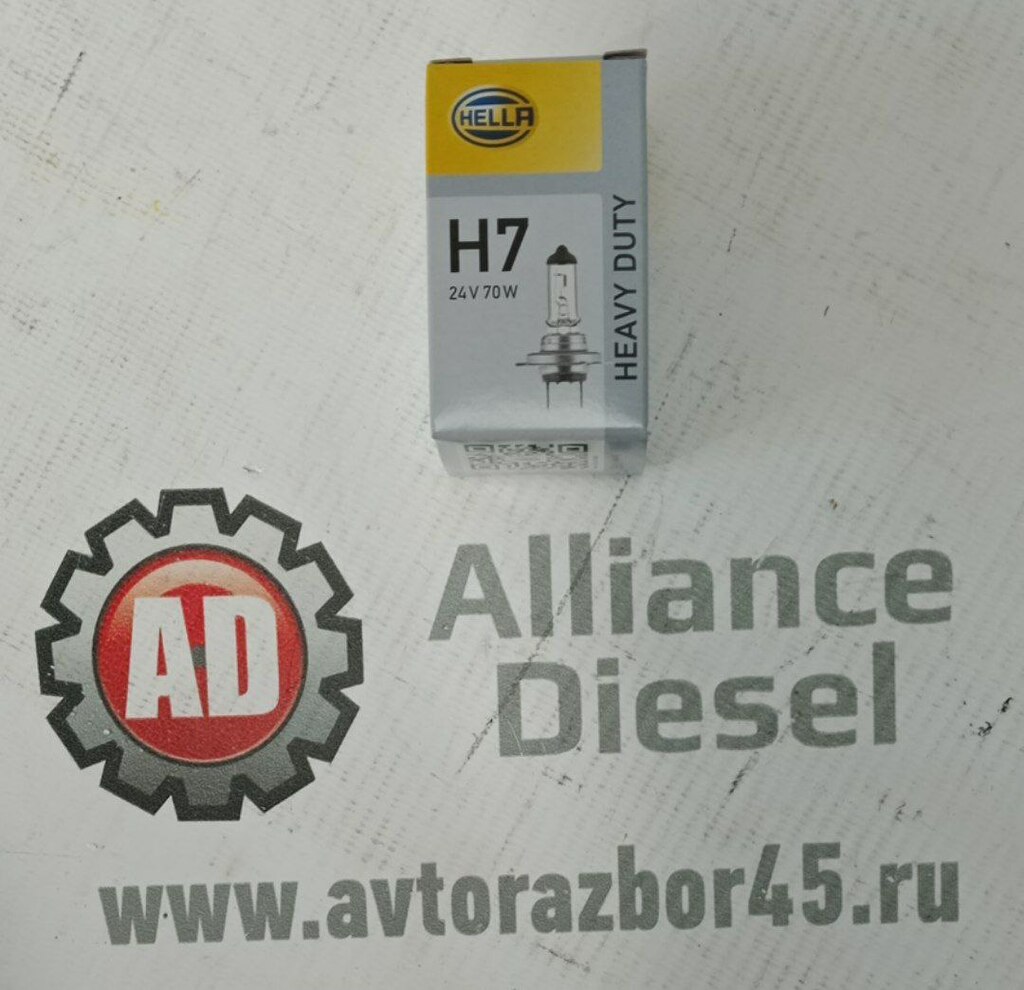 HELLA
H7
24V 70W
HEAVY DUTY
AD
Alliance
Diesel
www.avtorazbor45.ru